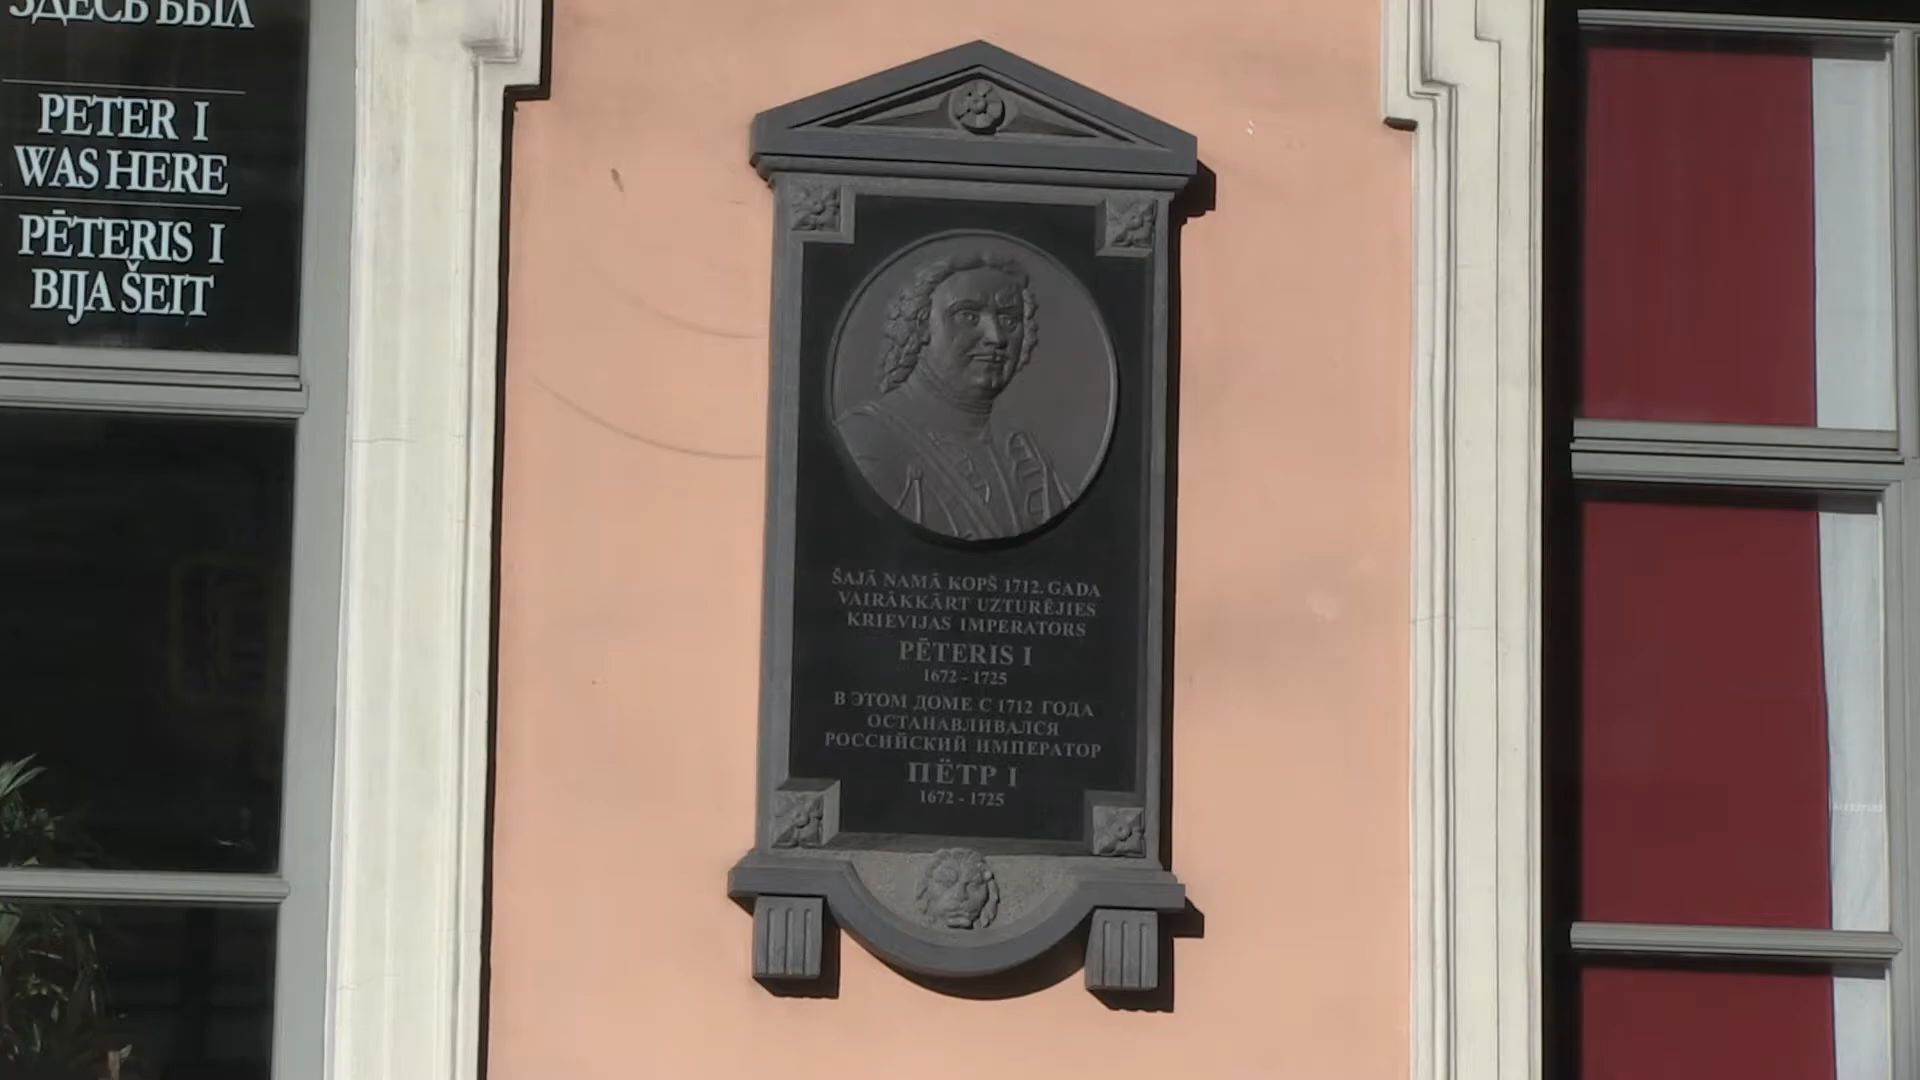 ЗДЕСЬ БЫЛ
PETER I
WAS HERE
PĒTERIS I
BIJA ŠEIT
ŠAJĀ NAMĀ KOPŠ 1712. GADA
VAIRĀKKĀRT UZTURĒJIES
KRIEVIJAS IMPERATORS
PĒTERIS I
1672 - 1725
В ЭТОМ ДОМЕ С 1712 ГОДА
ОСТАНАВЛИВАЛСЯ
РОССИЙСКИЙ ИМПЕРАТОР
ПЁТР I
1672 - 1725